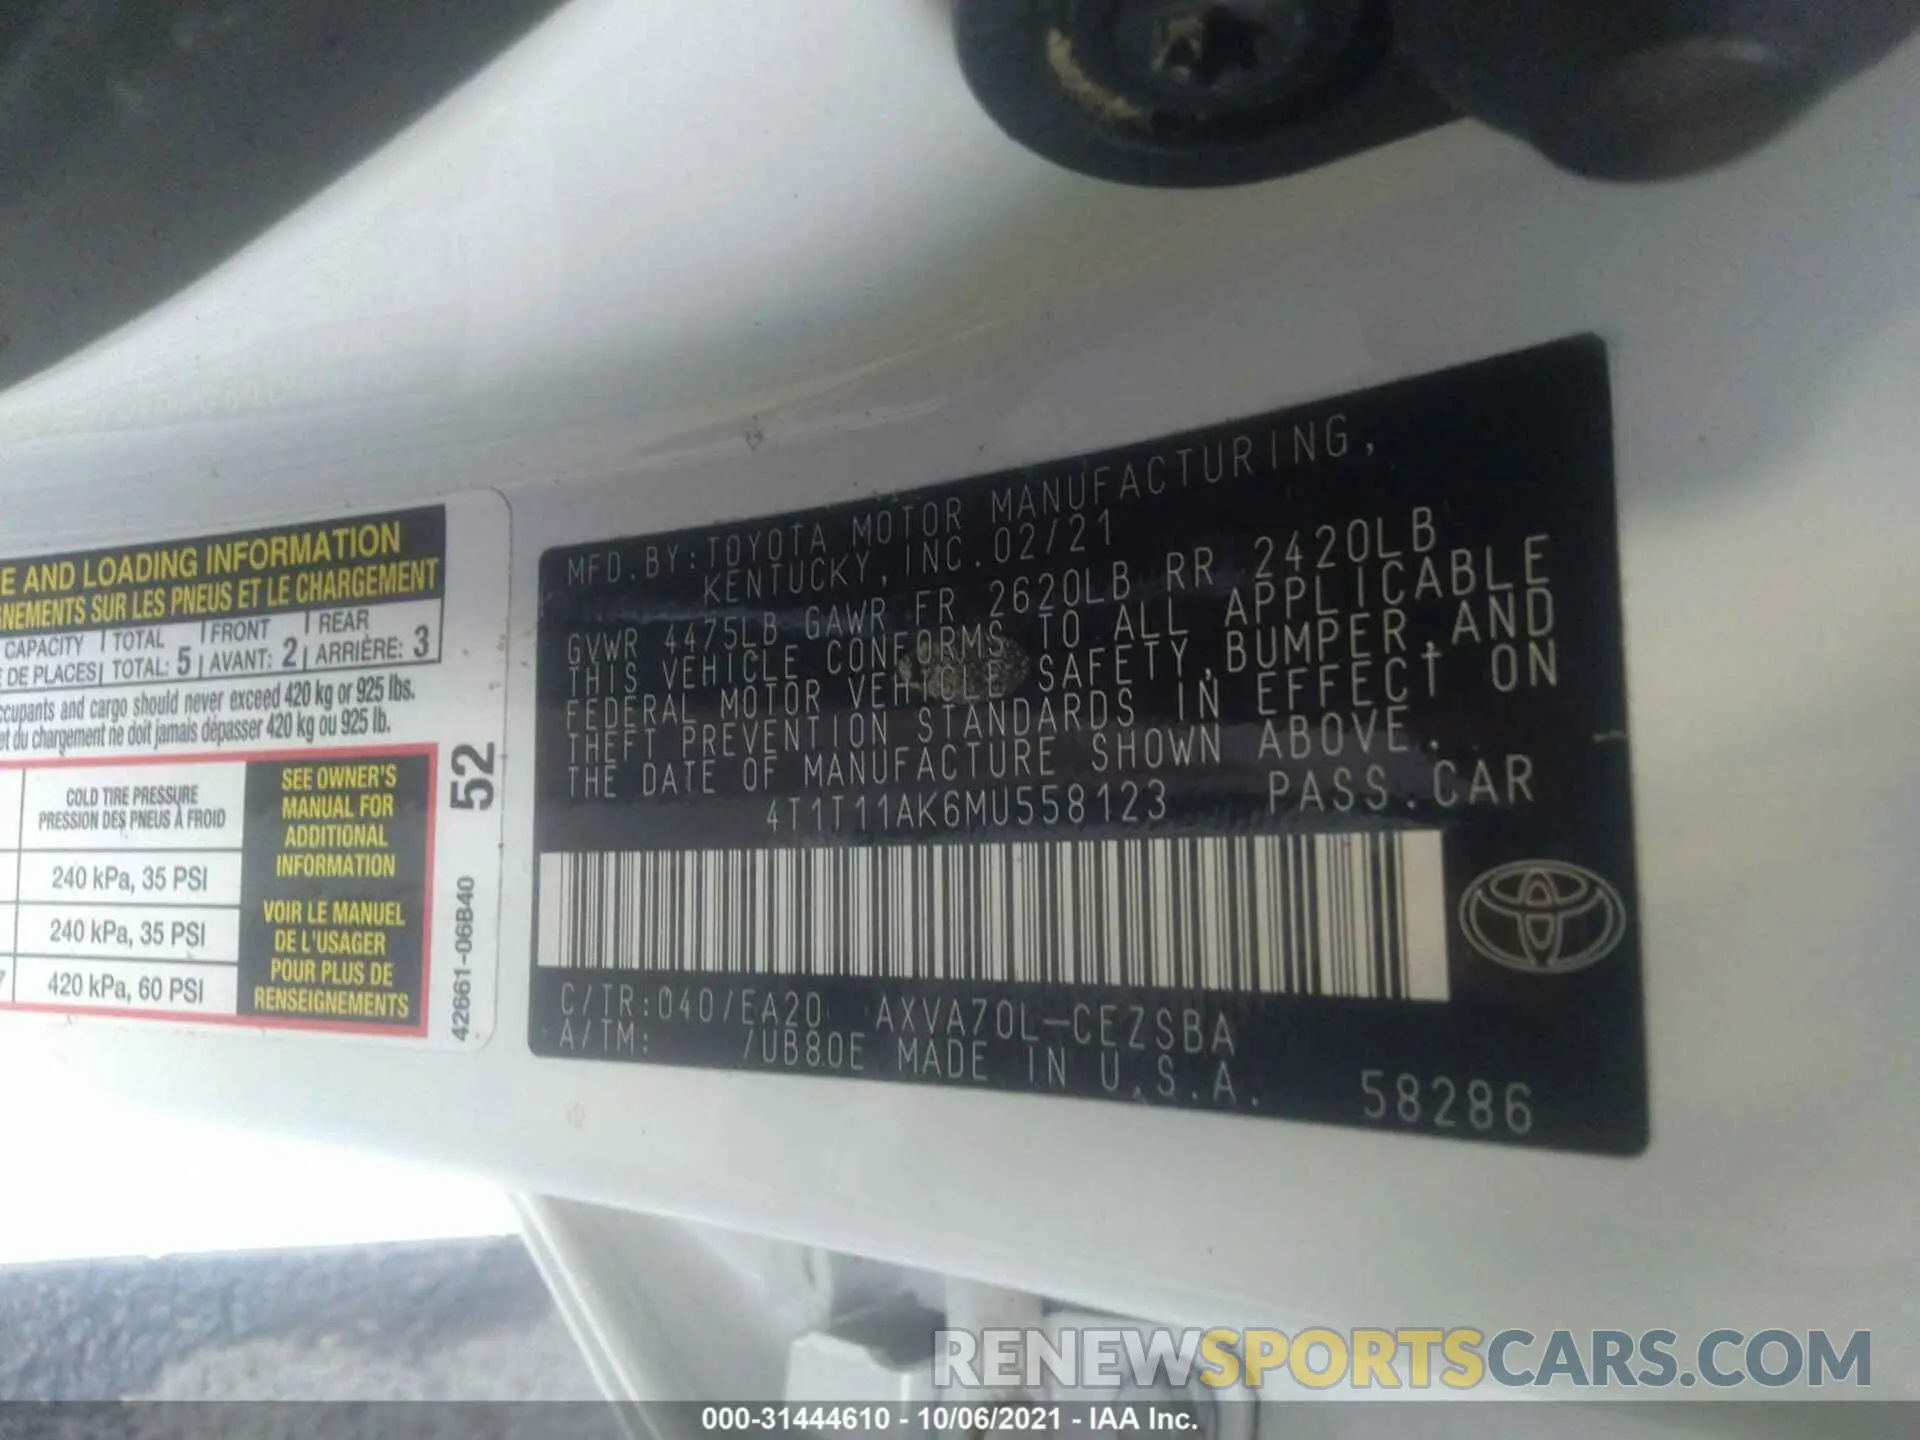 E AND LOADING INFORMATION
GNEMENTS SUR LES PNEUS ET LE CHARGEMENT
CAPACITY TOTAL FRONT REAR
DE PLACES TOTAL: 5 AVANT: 2 ARRIÈRE: 3
ccupants and cargo should never exceed 420 kg or 925 lbs.
et du chargement ne doit jamais dépasser 420 kg ou 925 lb.
COLD TIRE PRESSURE
PRESSION DES PNEUS À FROID
240 kPa, 35 PSI
240 kPa, 35 PSI
7 420 kPa, 60 PSI
SEE OWNER'S
MANUAL FOR
ADDITIONAL
INFORMATION
VOIR LE MANUEL
DE L'USAGER
POUR PLUS DE
RENSEIGNEMENTS
52
42661-06B40
MFD.BY:TOYOTA MOTOR MANUFACTURING,
KENTUCKY, INC. 02/21
GVWR 4475LB GAWR FR 2620LB RR 2420LB
THIS VEHICLE CONFORMS TO ALL APPLICABLE
FEDERAL MOTOR VEHICLE SAFETY, BUMPER, AND
THEFT PREVENTION STANDARDS IN EFFECT ON
THE DATE OF MANUFACTURE SHOWN ABOVE.
4T1T11AK6MU558123 PASS.CAR
C/TR:040/EA20 AXVA70L-CEZSBA
A/TM: /UB80E MADE IN U.S.A.
58286
RENEWSPORTSCARS.COM
000-31444610 - 10/06/2021 - IAA Inc.